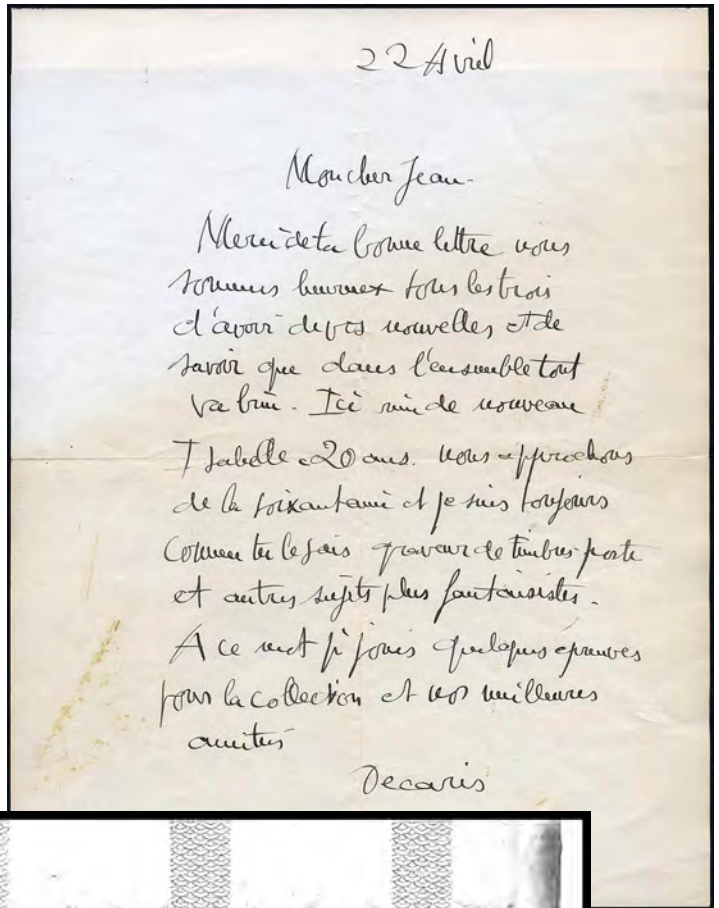 22 Avril
Mon cher Jean.
Merci de ta bonne lettre nous
sommes heureux tous les trois
d'avoir de vos nouvelles et de
savoir que dans l'ensemble tout
va bien. Ici rien de nouveau
Isabelle a 20 ans. nous approchons
de la soixantaine et je suis toujours
comme tu le sais graveur de timbres poste
et autres sujets plus fantaisistes.
A ce mot je joins quelques épreuves
pour la collection et nos meilleures
amitiés
Decaris